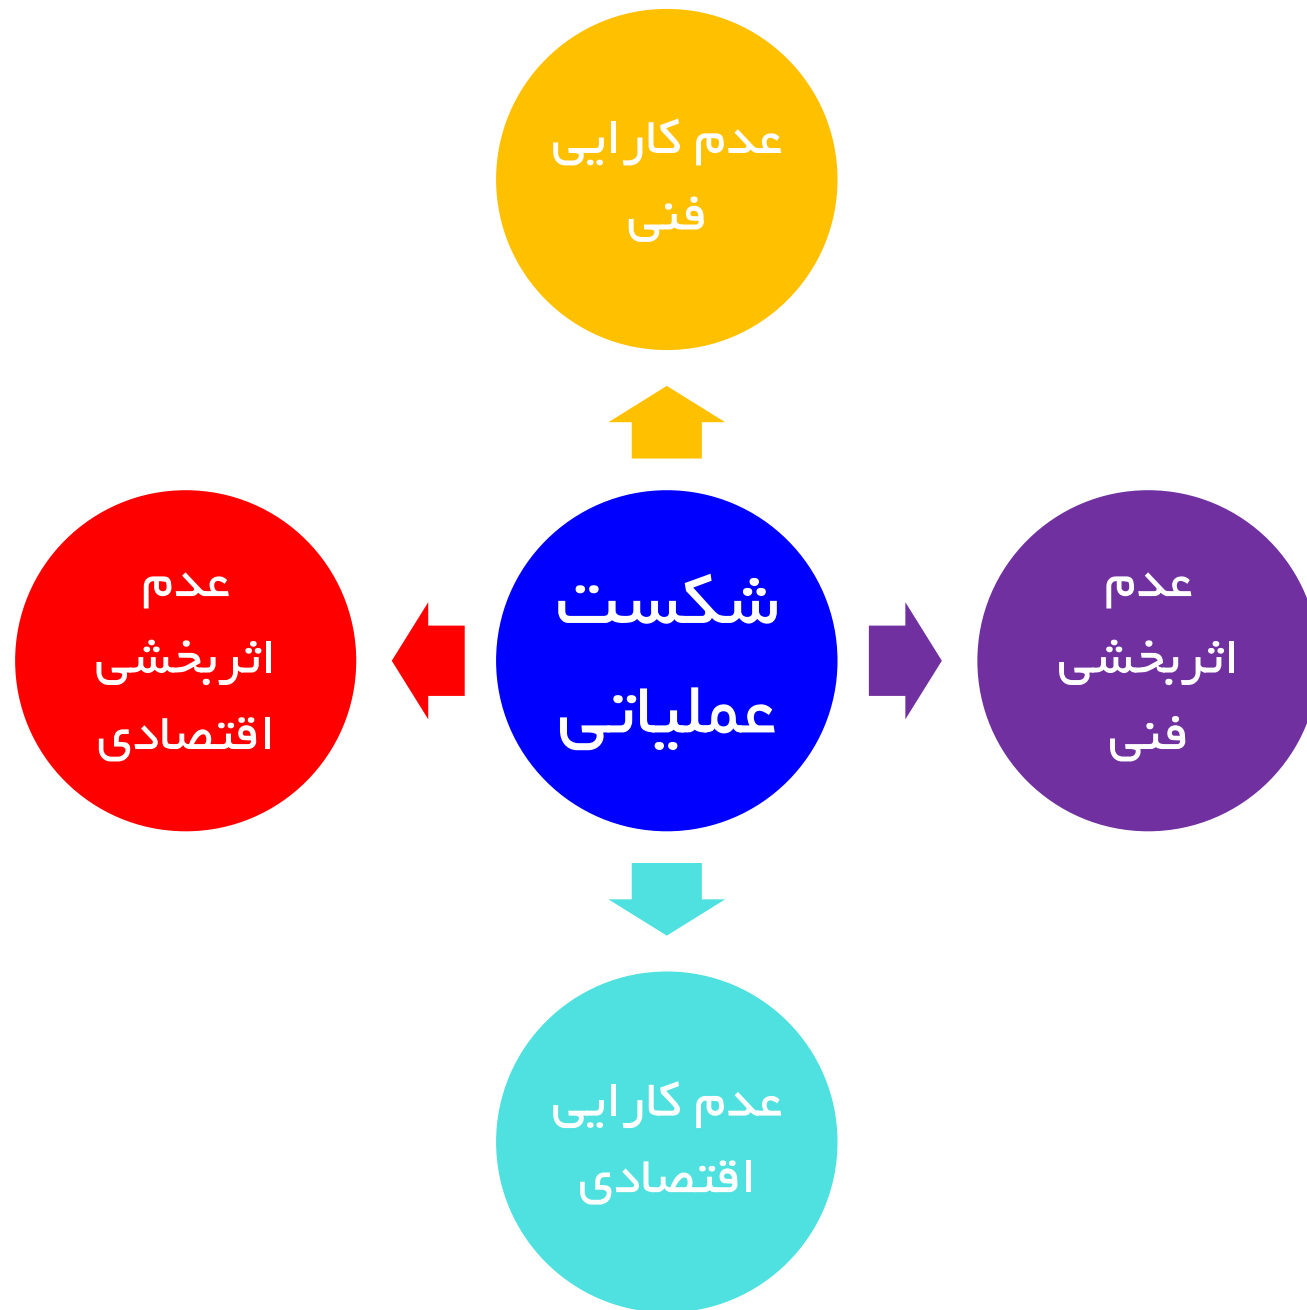 عدم کارایی
فنی
عدم
اثربخشی
فنی
شکست
عملیاتی
عدم
اثربخشی
اقتصادی
عدم کارایی
اقتصادی